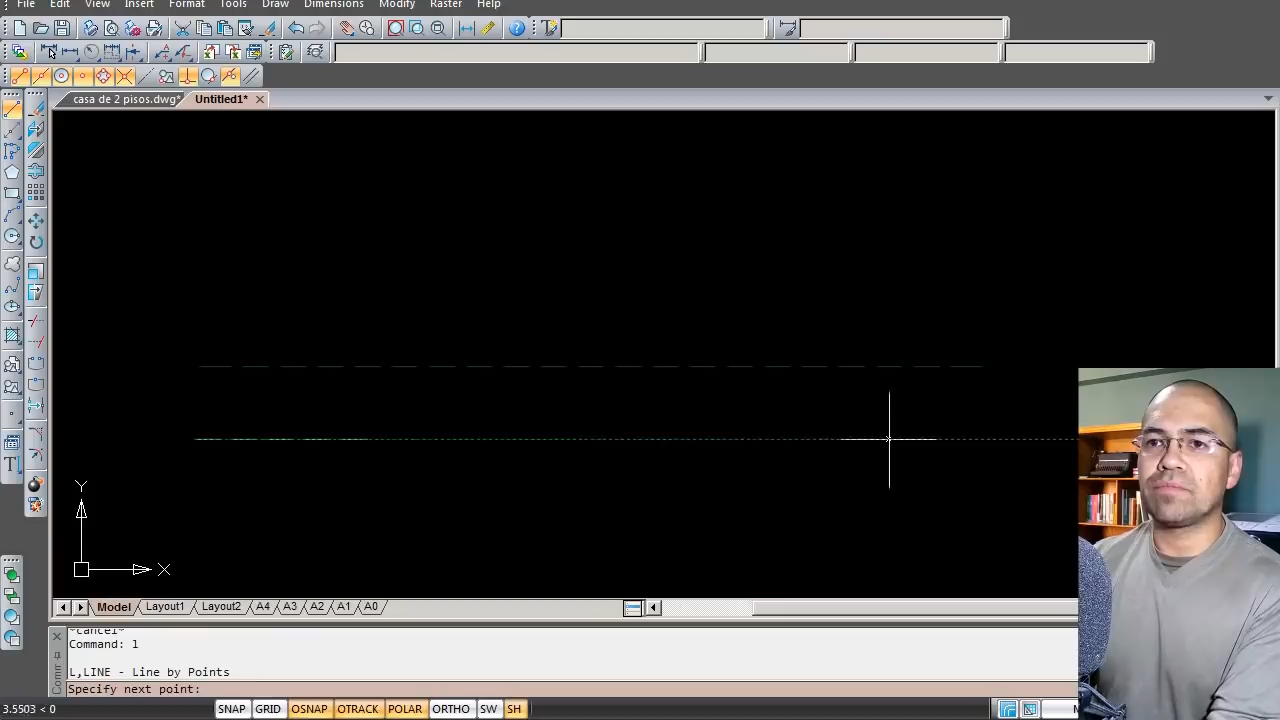 File Edit View Insert Format Tools Draw Dimensions Modify Raster Help
casa de 2 pisos.dwg* Untitled1*
Y
X
Model Layout1 Layout2 A4 A3 A2 A1 A0
*cancel*
Command: l
L,LINE - Line by Points
Specify next point:
3.5503 < 0 SNAP GRID OSNAP OTRACK POLAR ORTHO SW SH